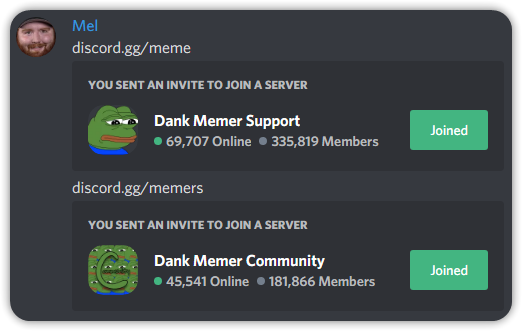 Mel
discord.gg/meme
YOU SENT AN INVITE TO JOIN A SERVER
Dank Memer Support
69,707 Online 335,819 Members
Joined
discord.gg/memers
YOU SENT AN INVITE TO JOIN A SERVER
Dank Memer Community
45,541 Online 181,866 Members
Joined